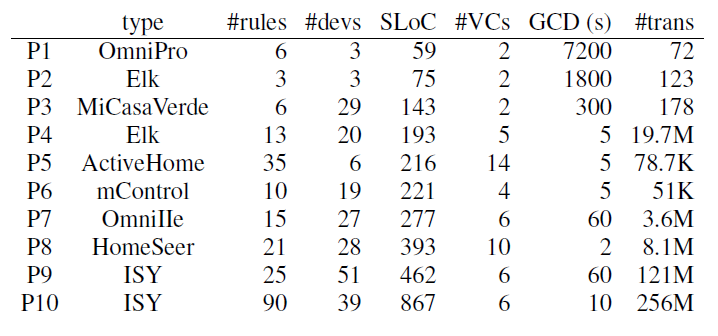 type #rules #devs SLoC #VCs GCD (s) #trans
P1 OmniPro 6 3 59 2 7200 72
P2 Elk 3 3 75 2 1800 123
P3 MiCasaVerde 6 29 143 2 300 178
P4 Elk 13 20 193 5 5 19.7M
P5 ActiveHome 35 6 216 14 5 78.7K
P6 mControl 10 19 221 4 5 51K
P7 OmniIIe 15 27 277 6 60 3.6M
P8 HomeSeer 21 28 393 10 2 8.1M
P9 ISY 25 51 462 6 60 121M
P10 ISY 90 39 867 6 10 256M